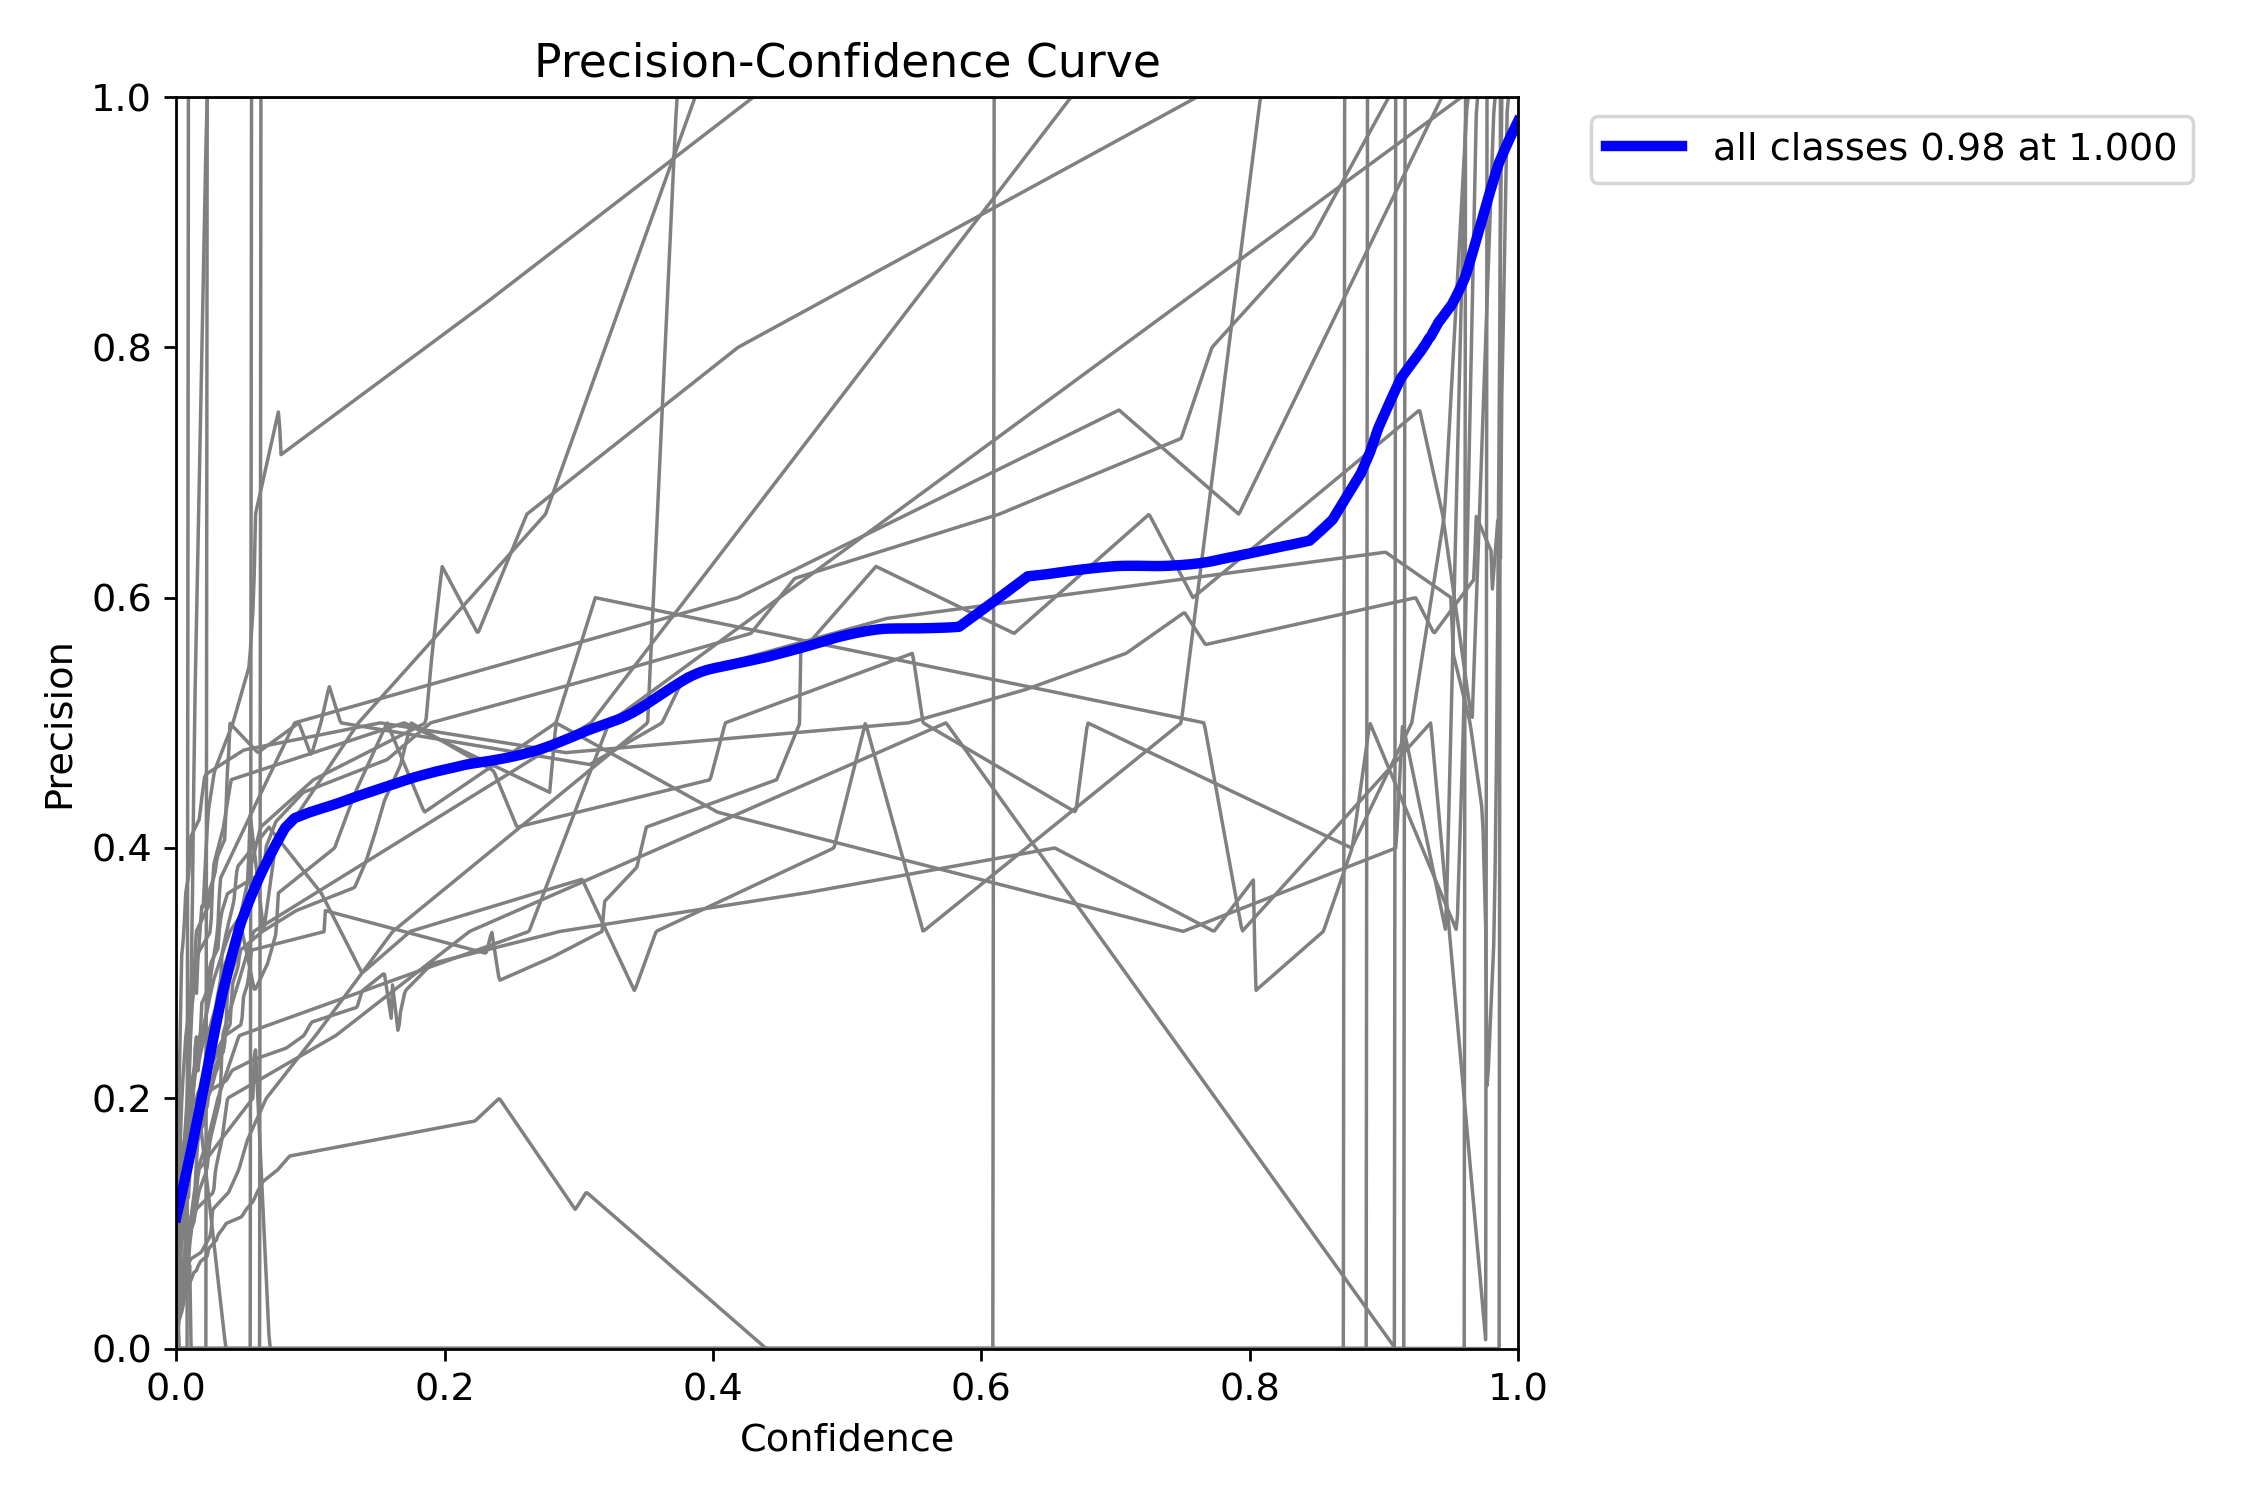 Precision-Confidence Curve
all classes 0.98 at 1.000
Precision
1.0
0.8
0.6
0.4
0.2
0.0
0.0 0.2 0.4 0.6 0.8 1.0
Confidence